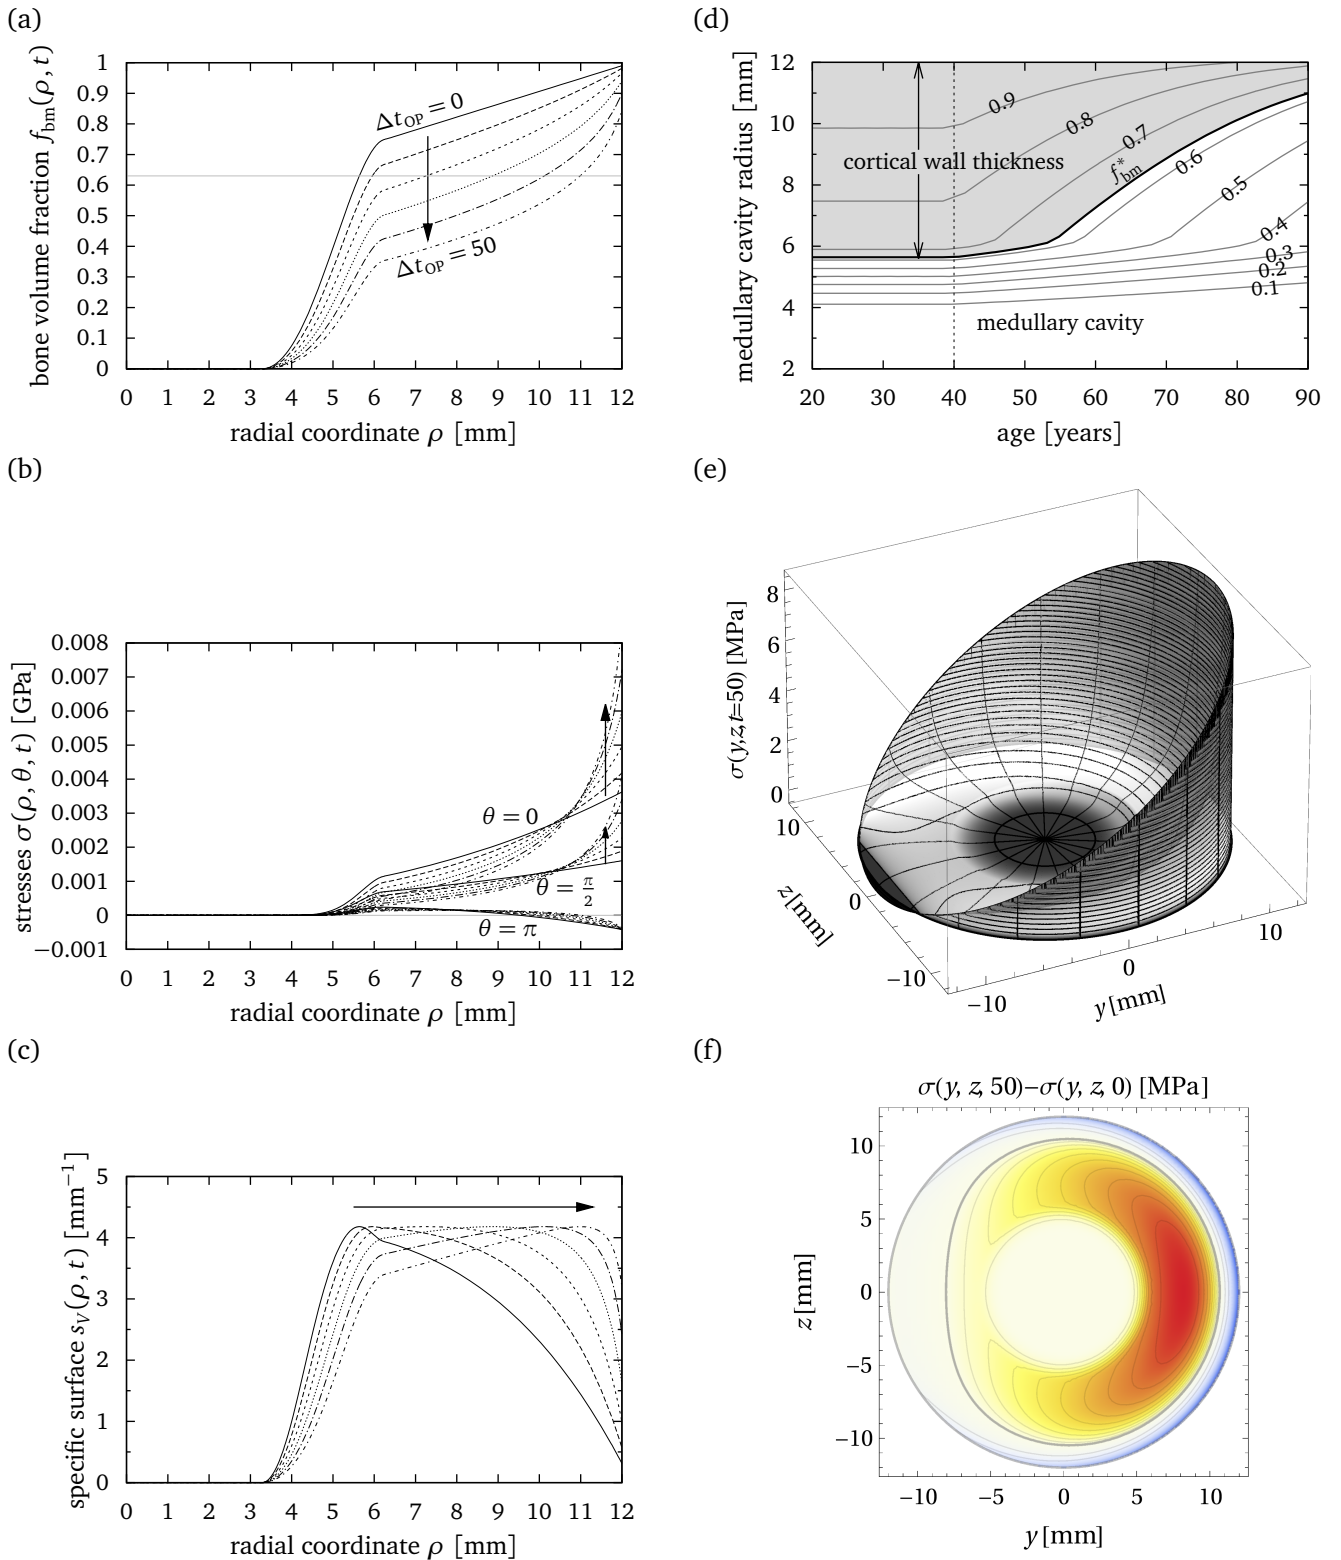 (a)
bone volume fraction f_bm(ρ, t)
1
0.9
0.8
0.7
0.6
0.5
0.4
0.3
0.2
0.1
0
Δt_OP = 0
Δt_OP = 50
0 1 2 3 4 5 6 7 8 9 10 11 12
radial coordinate ρ [mm]
(d)
medullary cavity radius [mm]
12
10
8
6
4
2
0.9
0.8
0.7
cortical wall thickness
f*_bm
0.6
0.5
0.4
0.3
0.2
0.1
medullary cavity
20 30 40 50 60 70 80 90
age [years]
(b)
stresses σ(ρ, θ, t) [GPa]
0.008
0.007
0.006
0.005
0.004
0.003
0.002
0.001
0
−0.001
θ = 0
θ = π/2
θ = π
0 1 2 3 4 5 6 7 8 9 10 11 12
radial coordinate ρ [mm]
(e)
σ(y,z,t=50) [MPa]
8
6
4
2
0
10
0
−10
z[mm]
−10
0
10
y[mm]
(c)
specific surface s_V(ρ, t) [mm⁻¹]
5
4
3
2
1
0
0 1 2 3 4 5 6 7 8 9 10 11 12
radial coordinate ρ [mm]
(f)
σ(y, z, 50)−σ(y, z, 0) [MPa]
z[mm]
10
5
0
−5
−10
−10 −5 0 5 10
y[mm]